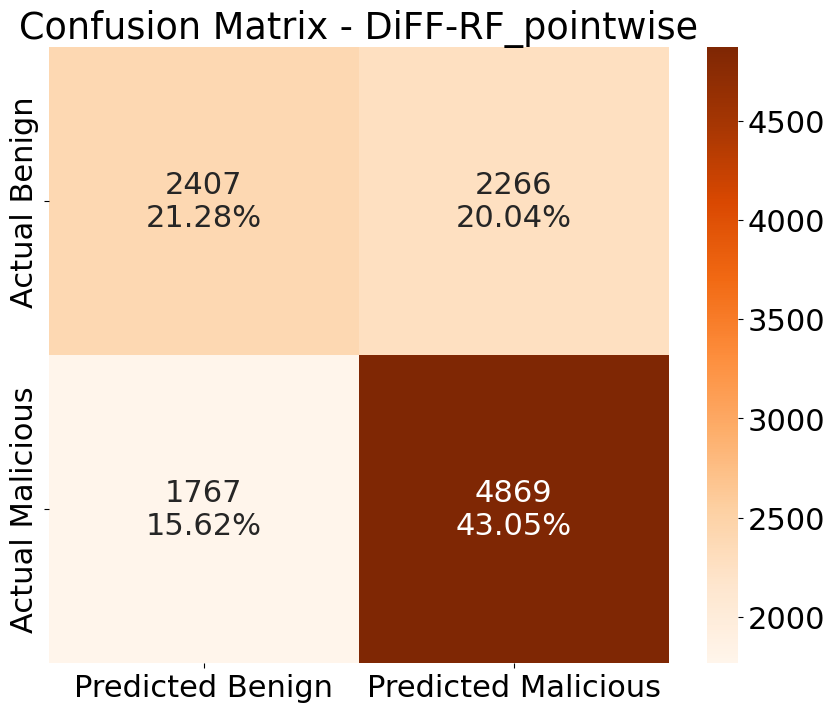 Confusion Matrix - DiFF-RF_pointwise
Actual Benign
2407
21.28%
2266
20.04%
Actual Malicious
1767
15.62%
4869
43.05%
Predicted Benign
Predicted Malicious
4500
4000
3500
3000
2500
2000